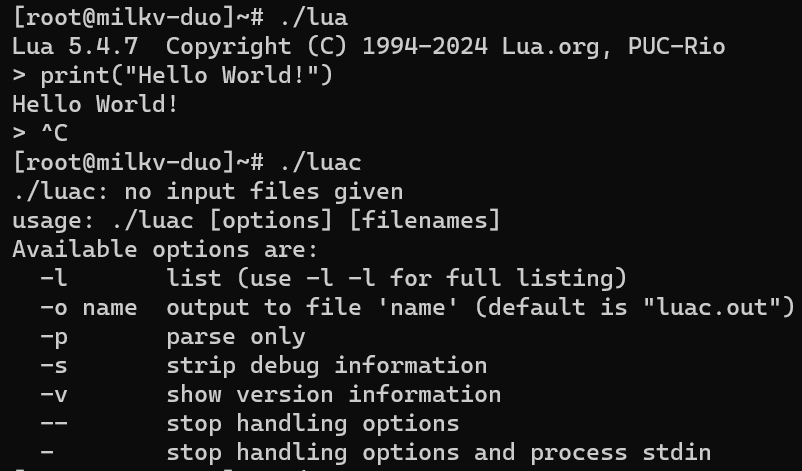 [root@milkv-duo]~# ./lua
Lua 5.4.7  Copyright (C) 1994-2024 Lua.org, PUC-Rio
> print("Hello World!")
Hello World!
> ^C
[root@milkv-duo]~# ./luac
./luac: no input files given
usage: ./luac [options] [filenames]
Available options are:
  -l       list (use -l -l for full listing)
  -o name  output to file 'name' (default is "luac.out")
  -p       parse only
  -s       strip debug information
  -v       show version information
  --       stop handling options
  -        stop handling options and process stdin